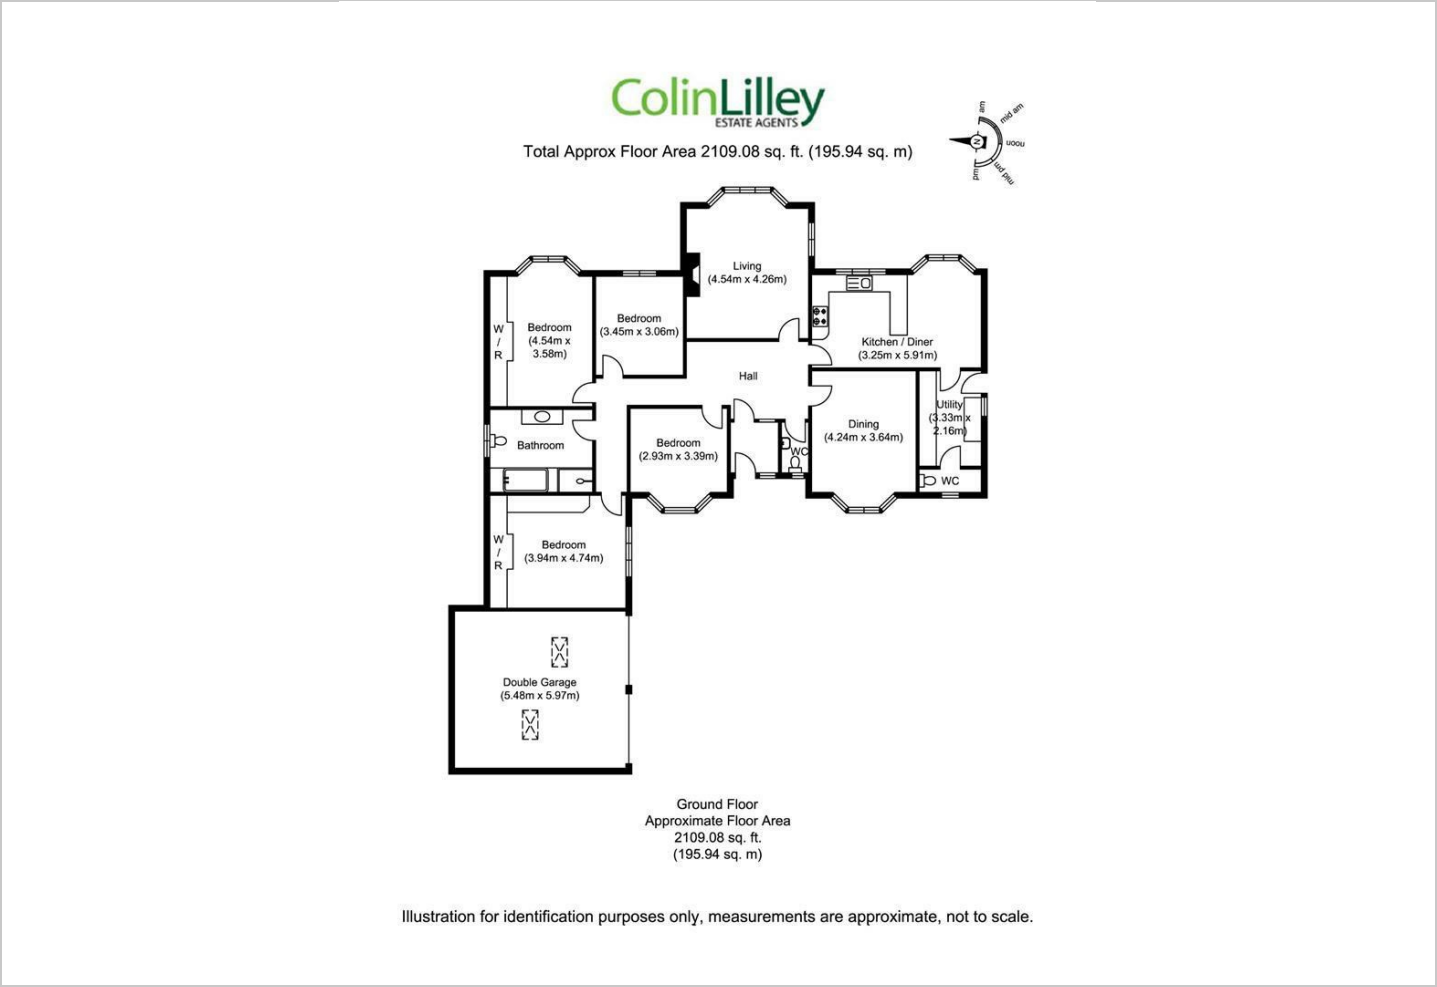 ColinLilley
ESTATE AGENTS
Total Approx Floor Area 2109.08 sq. ft. (195.94 sq. m)
am
mid am
noon
mid pm
pm
N
Living
(4.54m x 4.26m)
Bedroom
(4.54m x
3.58m)
W
/
R
Bedroom
(3.45m x 3.06m)
Kitchen / Diner
(3.25m x 5.91m)
Hall
Utility
(3.33m x
2.16m)
Dining
(4.24m x 3.64m)
Bathroom
Bedroom
(2.93m x 3.39m)
WC
WC
W
/
R
Bedroom
(3.94m x 4.74m)
Double Garage
(5.48m x 5.97m)
Ground Floor
Approximate Floor Area
2109.08 sq. ft.
(195.94 sq. m)
Illustration for identification purposes only, measurements are approximate, not to scale.